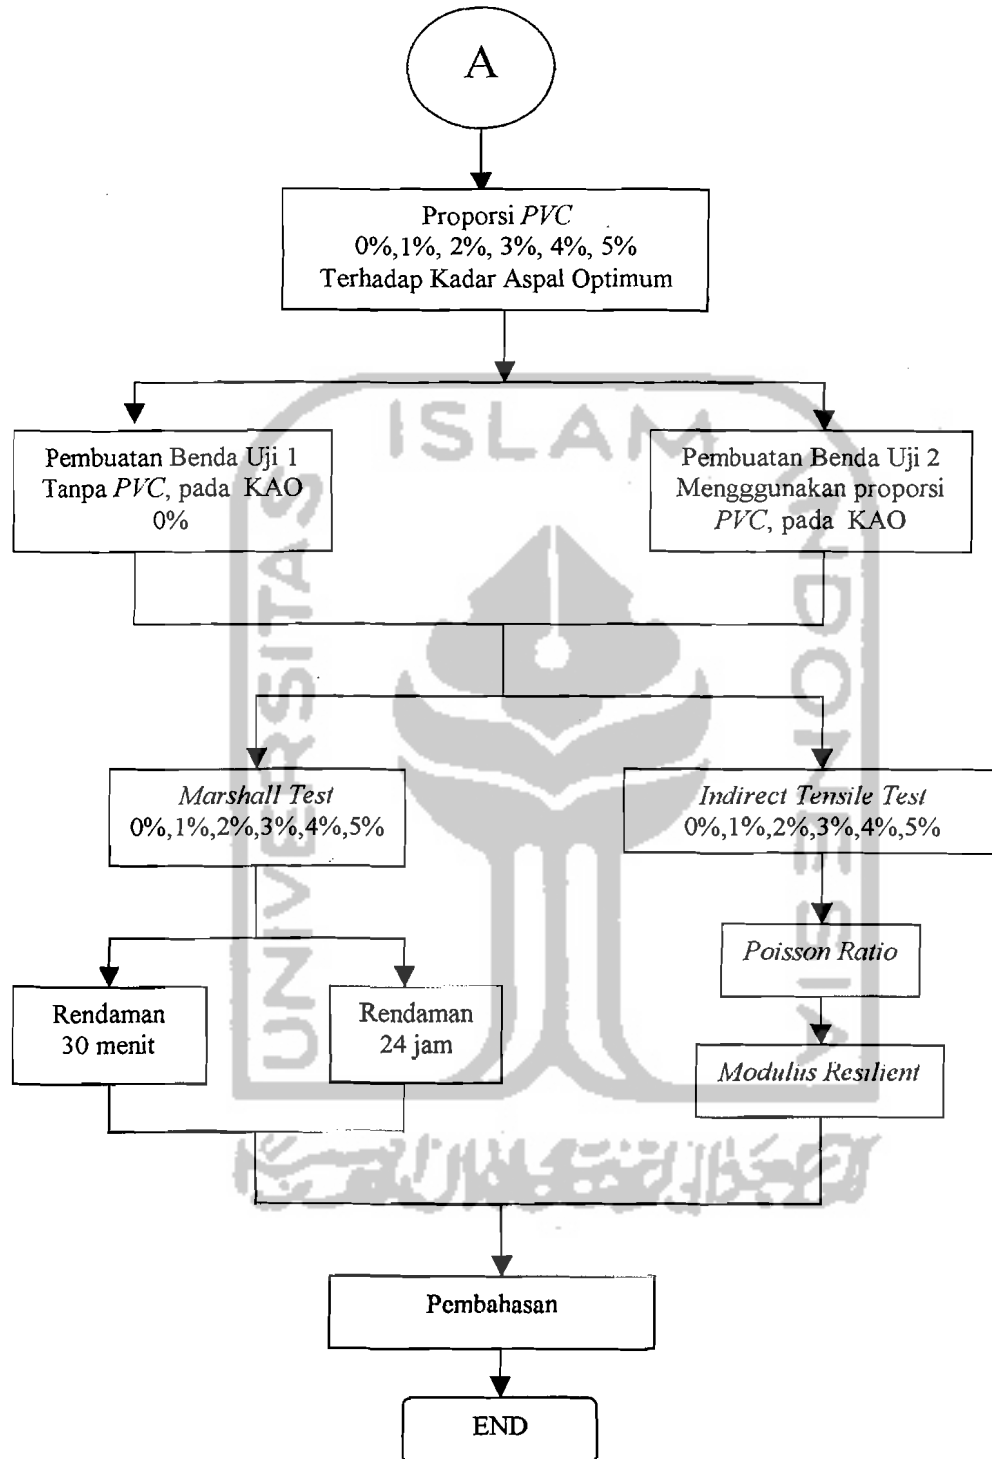 A
Proporsi PVC
0%,1%, 2%, 3%, 4%, 5%
Terhadap Kadar Aspal Optimum
ISLAM
UNIVERSITAS
INDONESIA
Pembuatan Benda Uji 1
Tanpa PVC, pada KAO
0%
Pembuatan Benda Uji 2
Mengggunakan proporsi
PVC, pada KAO
Marshall Test
0%,1%,2%,3%,4%,5%
Indirect Tensile Test
0%,1%,2%,3%,4%,5%
Rendaman
30 menit
Rendaman
24 jam
Poisson Ratio
Modulus Resilient
Pembahasan
END